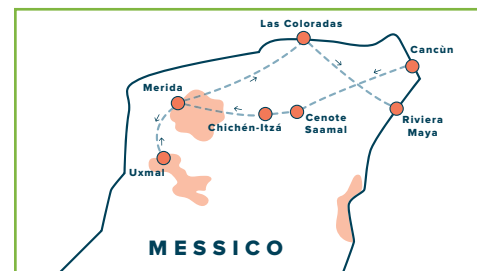 Las Coloradas
Cancùn
Merida
Chichén-Itzá
Cenote
Saamal
Riviera
Maya
Uxmal
MESSICO